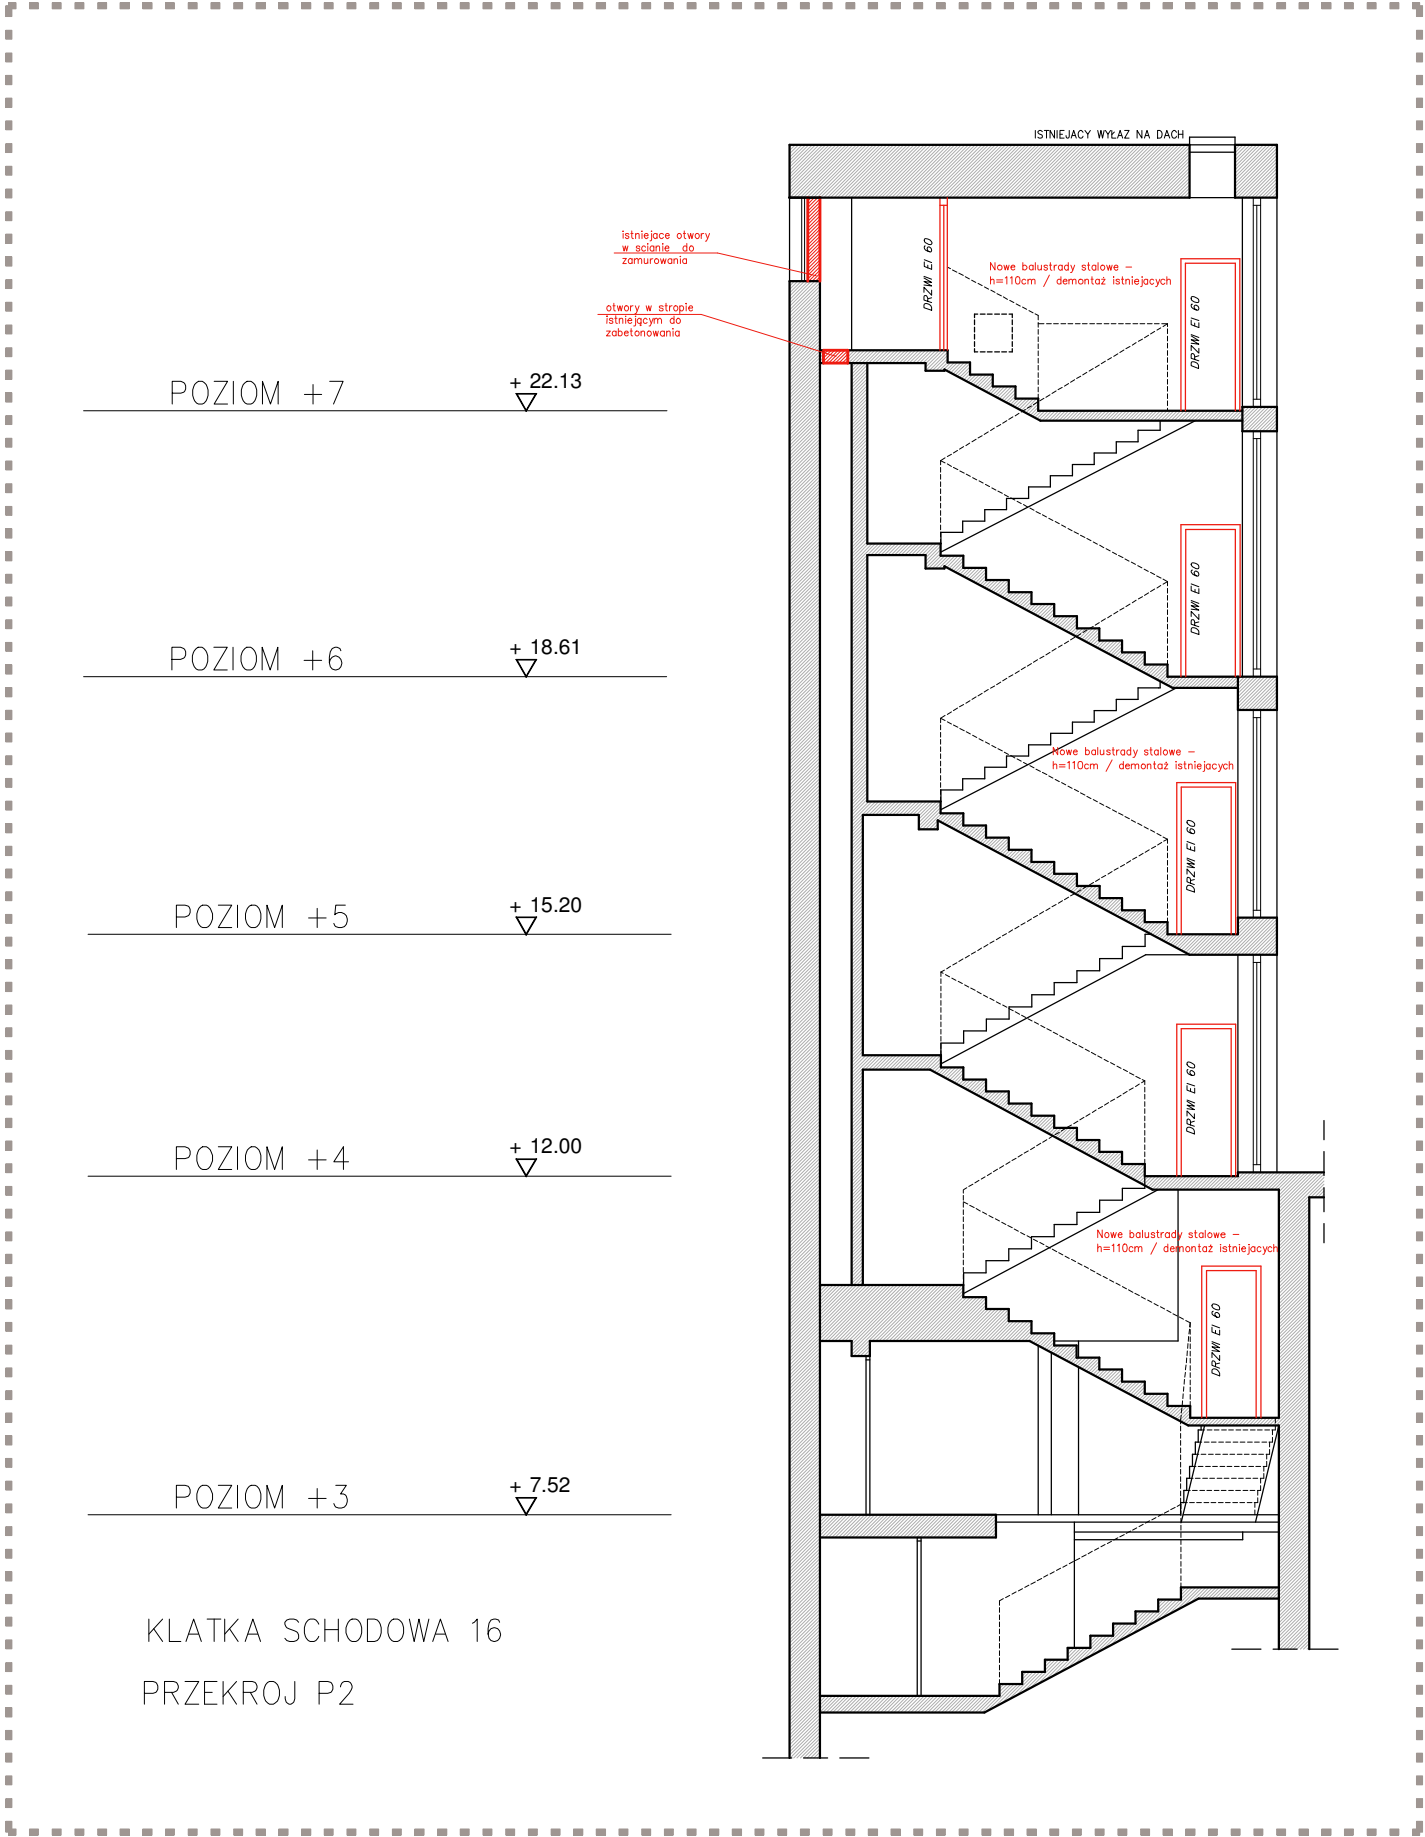 ISTNIEJACY WYŁAZ NA DACH
istniejace otwory
w scianie do
zamurowania
DRZWI EI 60
Nowe balustrady stalowe –
h=110cm / demontaż istniejacych
DRZWI EI 60
otwory w stropie
istniejącym do
zabetonowania
POZIOM +7
+ 22.13
DRZWI EI 60
POZIOM +6
+ 18.61
Nowe balustrady stalowe –
h=110cm / demontaż istniejacych
DRZWI EI 60
POZIOM +5
+ 15.20
DRZWI EI 60
POZIOM +4
+ 12.00
Nowe balustrady stalowe –
h=110cm / demontaż istniejacych
DRZWI EI 60
POZIOM +3
+ 7.52
KLATKA SCHODOWA 16
PRZEKROJ P2